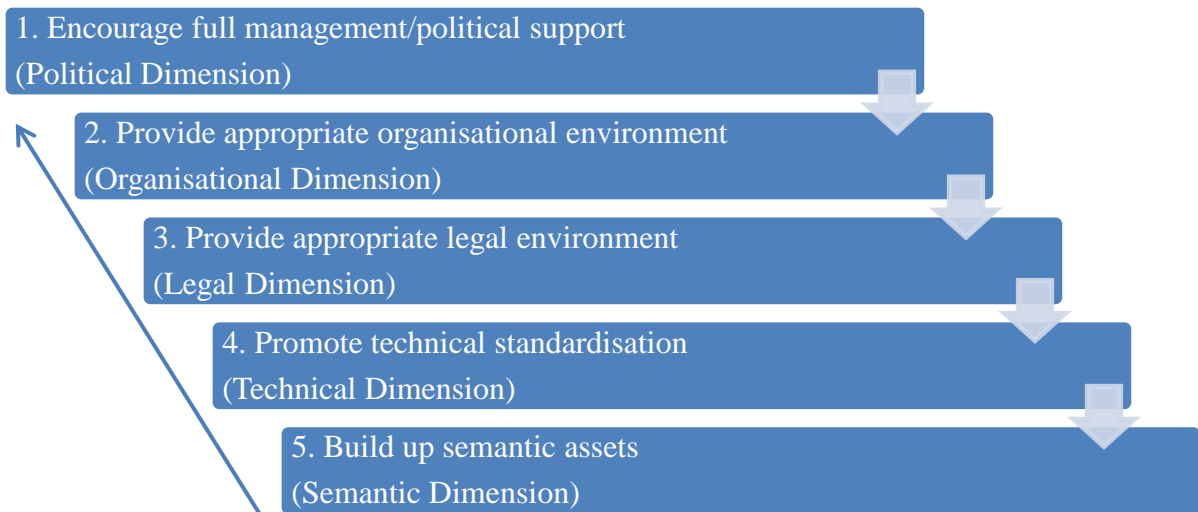 1. Encourage full management/political support
(Political Dimension)
2. Provide appropriate organisational environment
(Organisational Dimension)
3. Provide appropriate legal environment
(Legal Dimension)
4. Promote technical standardisation
(Technical Dimension)
5. Build up semantic assets
(Semantic Dimension)